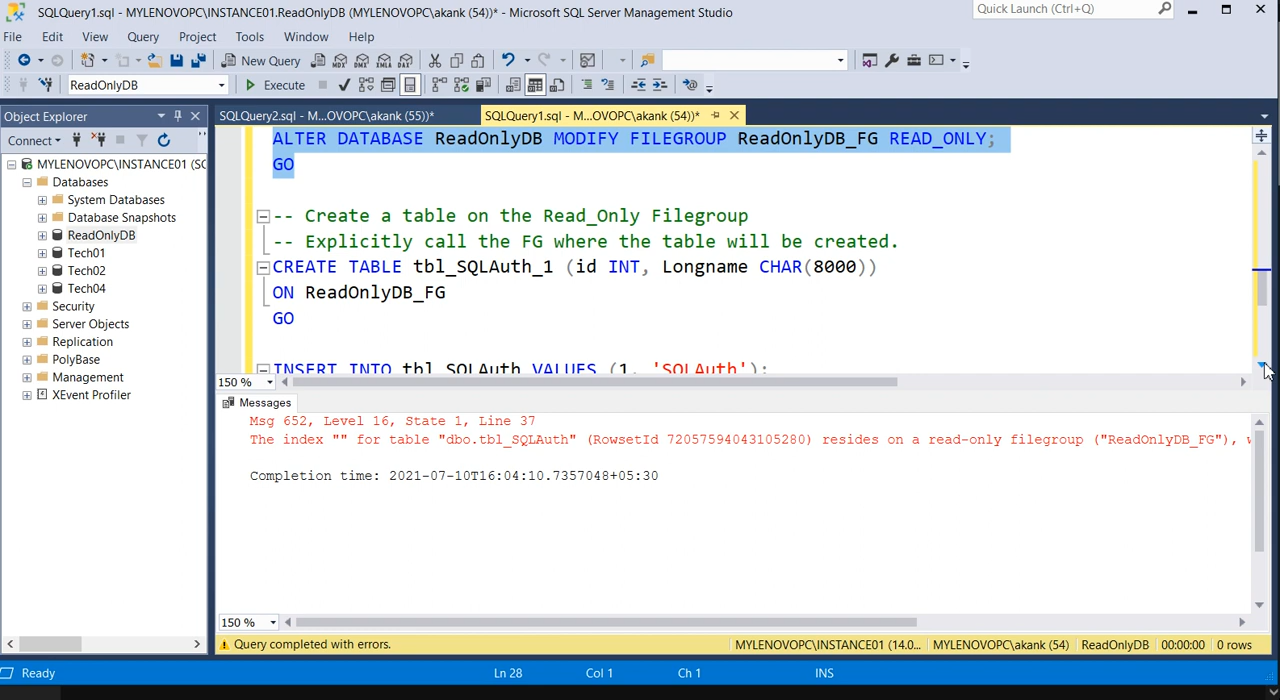 SQLQuery1.sql - MYLENOVOPC\INSTANCE01.ReadOnlyDB (MYLENOVOPC\akank (54))* - Microsoft SQL Server Management Studio
Quick Launch (Ctrl+Q)
File Edit View Query Project Tools Window Help
New Query
ReadOnlyDB
Execute
Object Explorer
SQLQuery2.sql - M...OVOPC\akank (55))*
SQLQuery1.sql - M...OVOPC\akank (54))*
Connect
MYLENOVOPC\INSTANCE01 (SQ
Databases
System Databases
Database Snapshots
ReadOnlyDB
Tech01
Tech02
Tech04
Security
Server Objects
Replication
PolyBase
Management
XEvent Profiler
ALTER DATABASE ReadOnlyDB MODIFY FILEGROUP ReadOnlyDB_FG READ_ONLY;
GO
-- Create a table on the Read_Only Filegroup
-- Explicitly call the FG where the table will be created.
CREATE TABLE tbl_SQLAuth_1 (id INT, Longname CHAR(8000))
ON ReadOnlyDB_FG
GO
INSERT INTO tbl_SQLAuth VALUES (1, 'SQLAuth');
150 %
Messages
Msg 652, Level 16, State 1, Line 37
The index "" for table "dbo.tbl_SQLAuth" (RowsetId 72057594043105280) resides on a read-only filegroup ("ReadOnlyDB_FG"),
Completion time: 2021-07-10T16:04:10.7357048+05:30
150 %
Query completed with errors.
MYLENOVOPC\INSTANCE01 (14.0... MYLENOVOPC\akank (54) ReadOnlyDB 00:00:00 0 rows
Ready
Ln 28 Col 1 Ch 1 INS